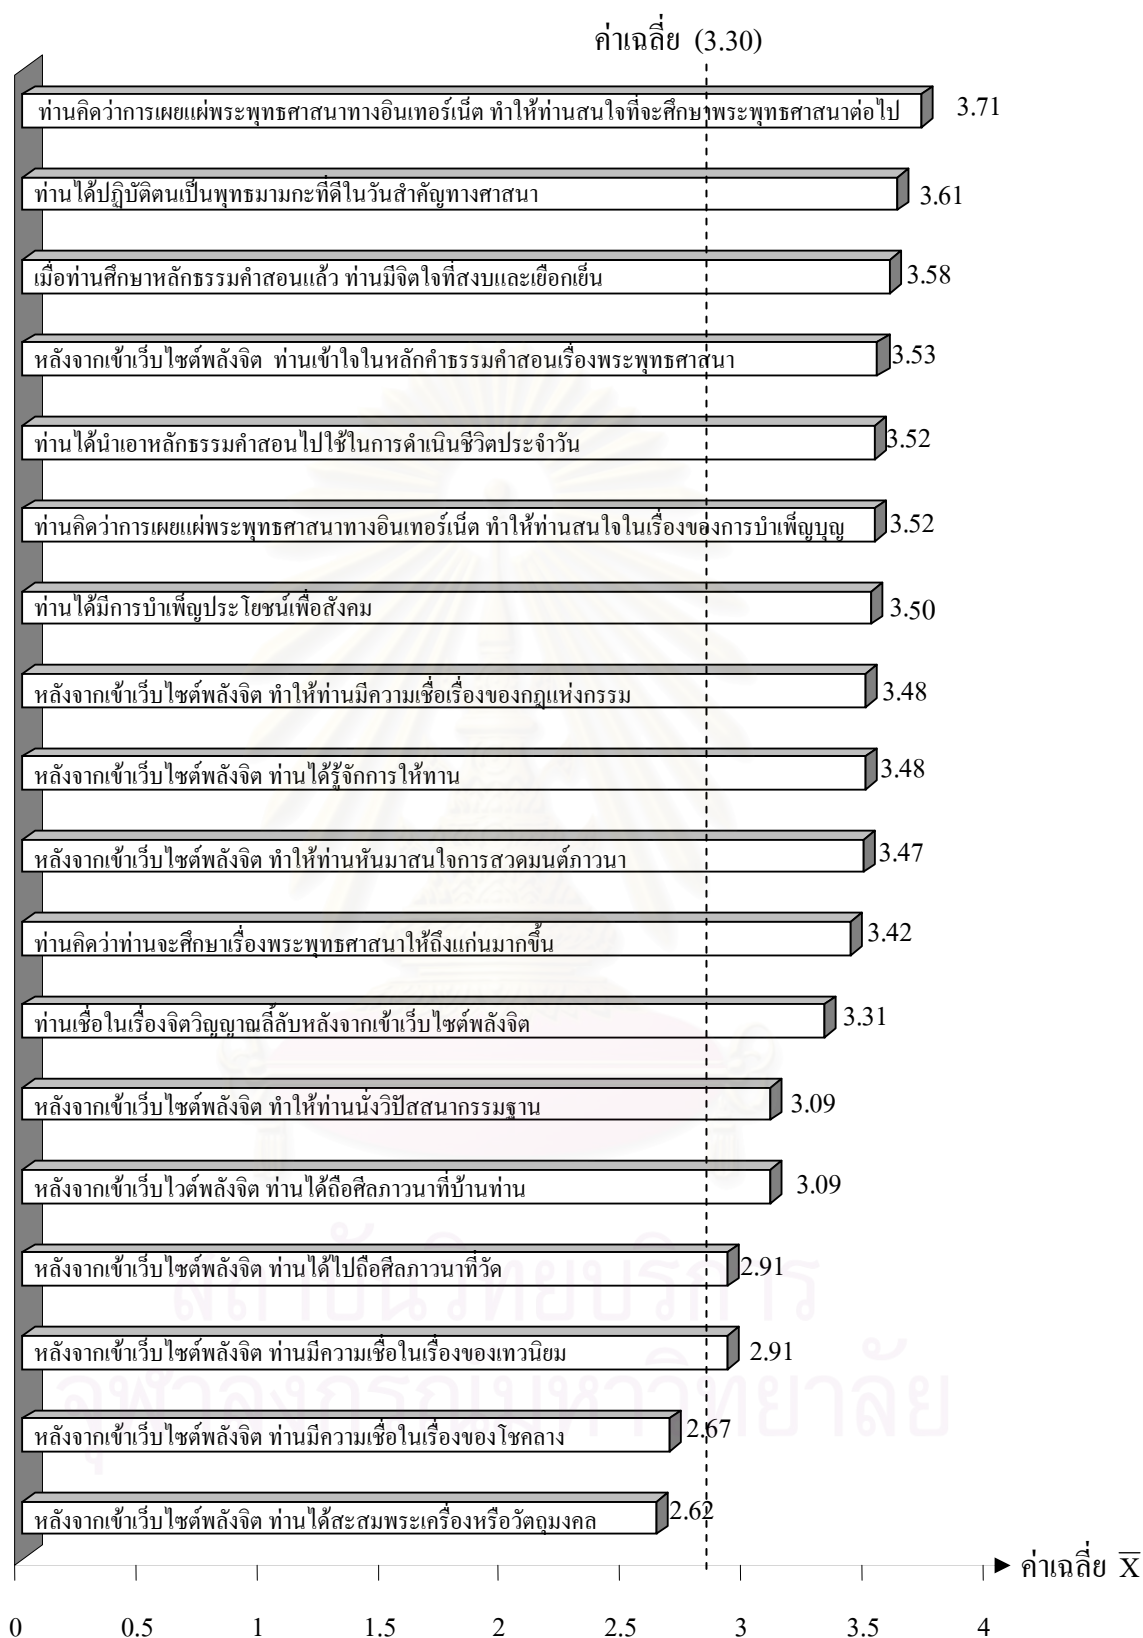 ค่าเฉลี่ย (3.30)
ท่านคิดว่าการเผยแผ่พระพุทธศาสนาทางอินเทอร์เน็ต ทำให้ท่านสนใจที่จะศึกษาพระพุทธศาสนาต่อไป 3.71
ท่านได้ปฏิบัติตนเป็นพุทธมามกะที่ดีในวันสำคัญทางศาสนา 3.61
เมื่อท่านศึกษาหลักธรรมคำสอนแล้ว ท่านมีจิตใจที่สงบและเยือกเย็น 3.58
หลังจากเข้าเว็บไซต์พลังจิต ท่านเข้าใจในหลักคำธรรมคำสอนเรื่องพระพุทธศาสนา 3.53
ท่านได้นำเอาหลักธรรมคำสอนไปใช้ในการดำเนินชีวิตประจำวัน 3.52
ท่านคิดว่าการเผยแผ่พระพุทธศาสนาทางอินเทอร์เน็ต ทำให้ท่านสนใจในเรื่องของการบำเพ็ญบุญ 3.52
ท่านได้มีการบำเพ็ญประโยชน์เพื่อสังคม 3.50
หลังจากเข้าเว็บไซต์พลังจิต ทำให้ท่านมีความเชื่อเรื่องของกฎแห่งกรรม 3.48
หลังจากเข้าเว็บไซต์พลังจิต ท่านได้รู้จักการให้ทาน 3.48
หลังจากเข้าเว็บไซต์พลังจิต ทำให้ท่านหันมาสนใจการสวดมนต์ภาวนา 3.47
ท่านคิดว่าท่านจะศึกษาเรื่องพระพุทธศาสนาให้ถึงแก่นมากขึ้น 3.42
ท่านเชื่อในเรื่องจิตวิญญาณลี้ลับหลังจากเข้าเว็บไซต์พลังจิต 3.31
หลังจากเข้าเว็บไซต์พลังจิต ทำให้ท่านนั่งวิปัสสนากรรมฐาน 3.09
หลังจากเข้าเว็บไวต์พลังจิต ท่านได้ถือศีลภาวนาที่บ้านท่าน 3.09
หลังจากเข้าเว็บไซต์พลังจิต ท่านได้ไปถือศีลภาวนาที่วัด 2.91
สถาบันวิทยบริการ
หลังจากเข้าเว็บไซต์พลังจิต ท่านมีความเชื่อในเรื่องของเทวนิยม 2.91
จุฬาลงกรณ์มหาวิทยาลัย
หลังจากเข้าเว็บไซต์พลังจิต ท่านมีความเชื่อในเรื่องของโชคลาง 2.67
หลังจากเข้าเว็บไซต์พลังจิต ท่านได้สะสมพระเครื่องหรือวัตถุมงคล 2.62
ค่าเฉลี่ย X̅
0 0.5 1 1.5 2 2.5 3 3.5 4